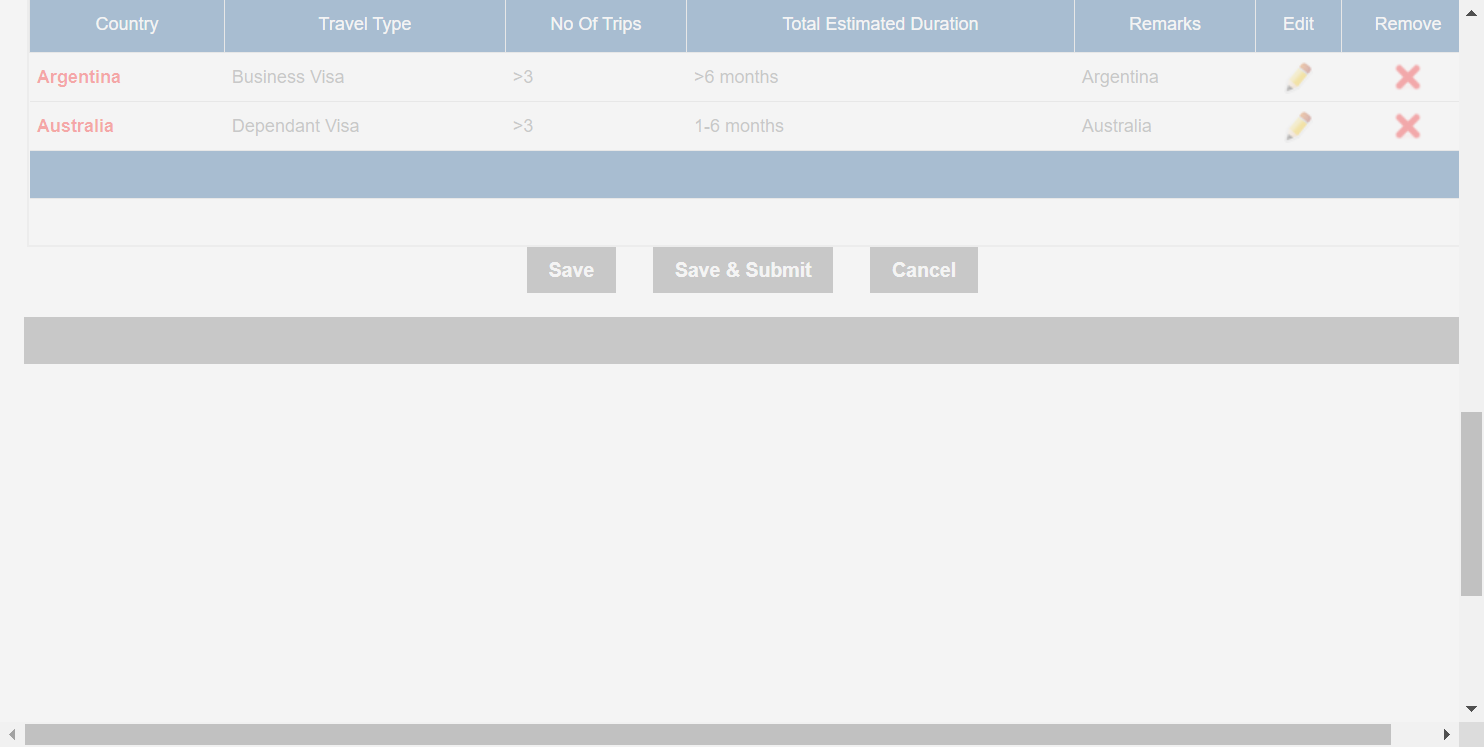 Country Travel Type No Of Trips Total Estimated Duration Remarks Edit Remove
Argentina Business Visa >3 >6 months Argentina
Australia Dependant Visa >3 1-6 months Australia
Save Save & Submit Cancel